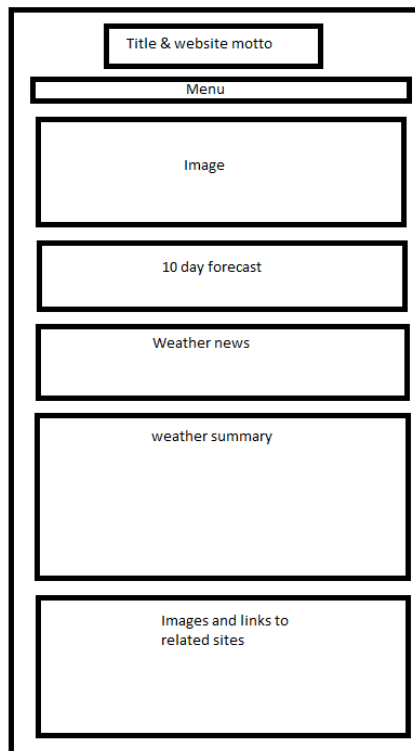 Title & website motto
Menu
Image
10 day forecast
Weather news
weather summary
Images and links to
related sites